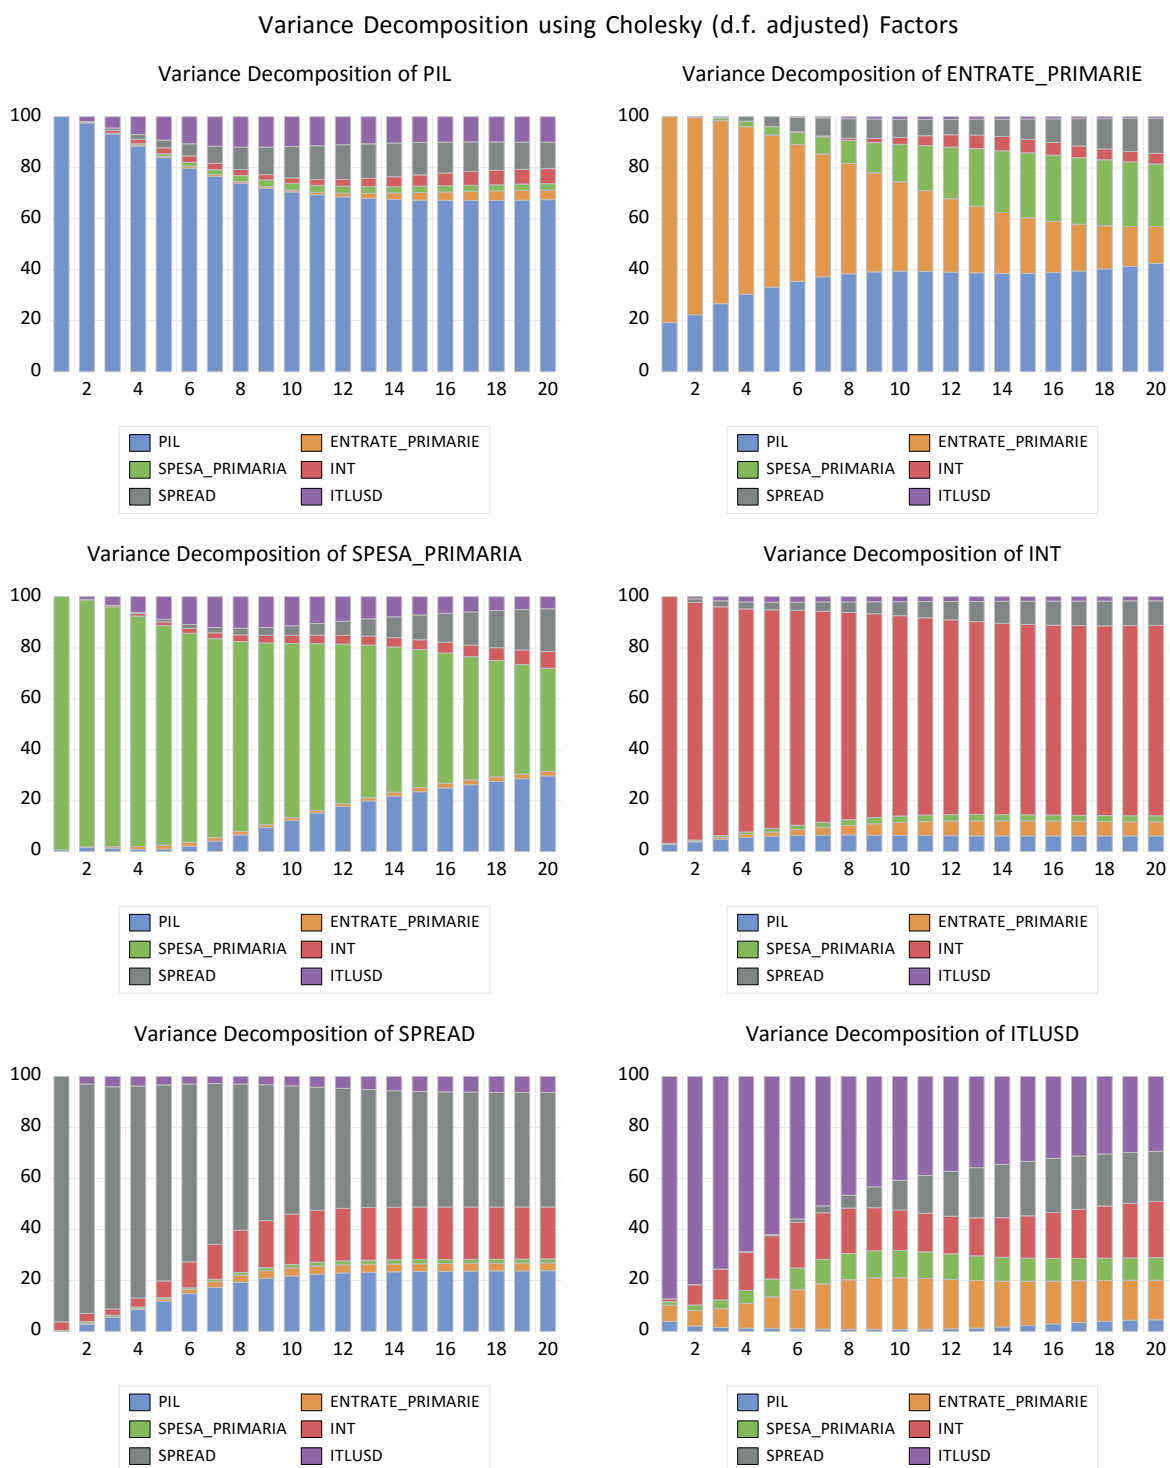 Variance Decomposition using Cholesky (d.f. adjusted) Factors
Variance Decomposition of PIL
100
80
60
40
20
0
2 4 6 8 10 12 14 16 18 20
PIL ENTRATE_PRIMARIE
SPESA_PRIMARIA INT
SPREAD ITLUSD
Variance Decomposition of ENTRATE_PRIMARIE
100
80
60
40
20
0
2 4 6 8 10 12 14 16 18 20
PIL ENTRATE_PRIMARIE
SPESA_PRIMARIA INT
SPREAD ITLUSD
Variance Decomposition of SPESA_PRIMARIA
100
80
60
40
20
0
2 4 6 8 10 12 14 16 18 20
PIL ENTRATE_PRIMARIE
SPESA_PRIMARIA INT
SPREAD ITLUSD
Variance Decomposition of INT
100
80
60
40
20
0
2 4 6 8 10 12 14 16 18 20
PIL ENTRATE_PRIMARIE
SPESA_PRIMARIA INT
SPREAD ITLUSD
Variance Decomposition of SPREAD
100
80
60
40
20
0
2 4 6 8 10 12 14 16 18 20
PIL ENTRATE_PRIMARIE
SPESA_PRIMARIA INT
SPREAD ITLUSD
Variance Decomposition of ITLUSD
100
80
60
40
20
0
2 4 6 8 10 12 14 16 18 20
PIL ENTRATE_PRIMARIE
SPESA_PRIMARIA INT
SPREAD ITLUSD